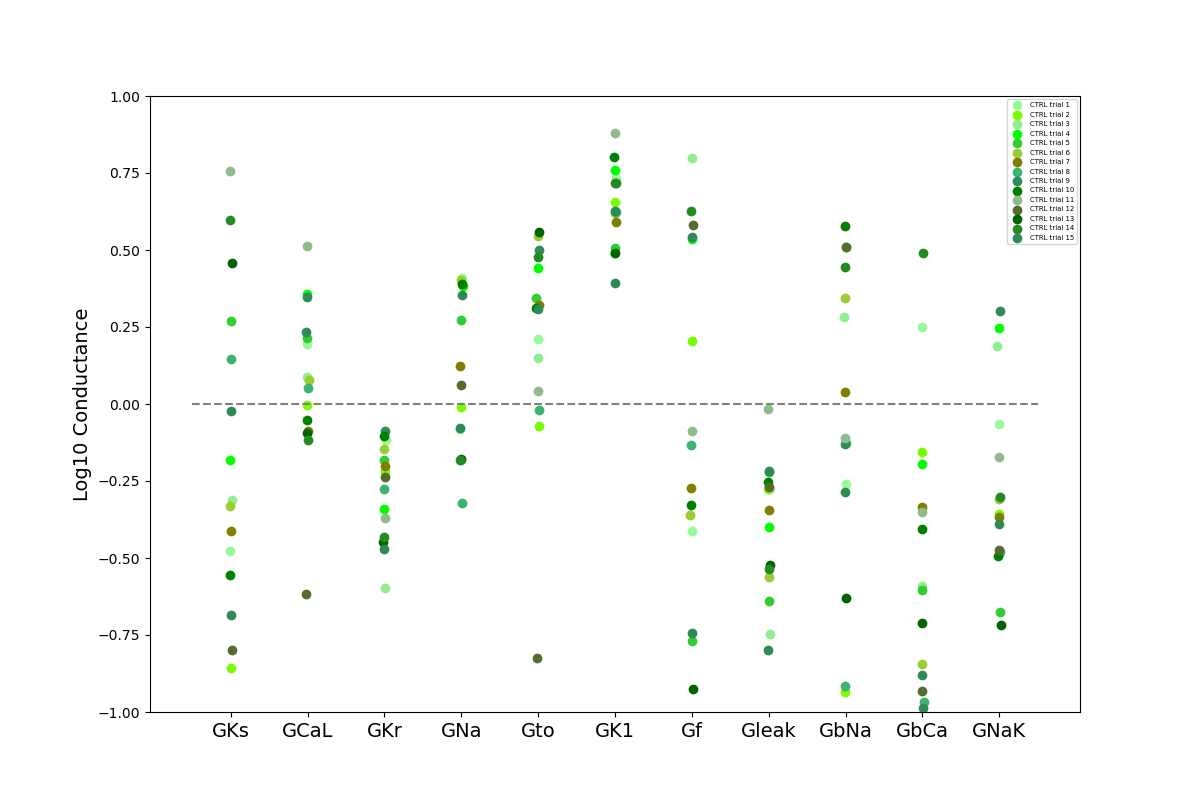 Log10 Conductance
1.00
0.75
0.50
0.25
0.00
−0.25
−0.50
−0.75
−1.00
GKs GCaL GKr GNa Gto GK1 Gf Gleak GbNa GbCa GNaK
CTRL trial 1
CTRL trial 2
CTRL trial 3
CTRL trial 4
CTRL trial 5
CTRL trial 6
CTRL trial 7
CTRL trial 8
CTRL trial 9
CTRL trial 10
CTRL trial 11
CTRL trial 12
CTRL trial 13
CTRL trial 14
CTRL trial 15